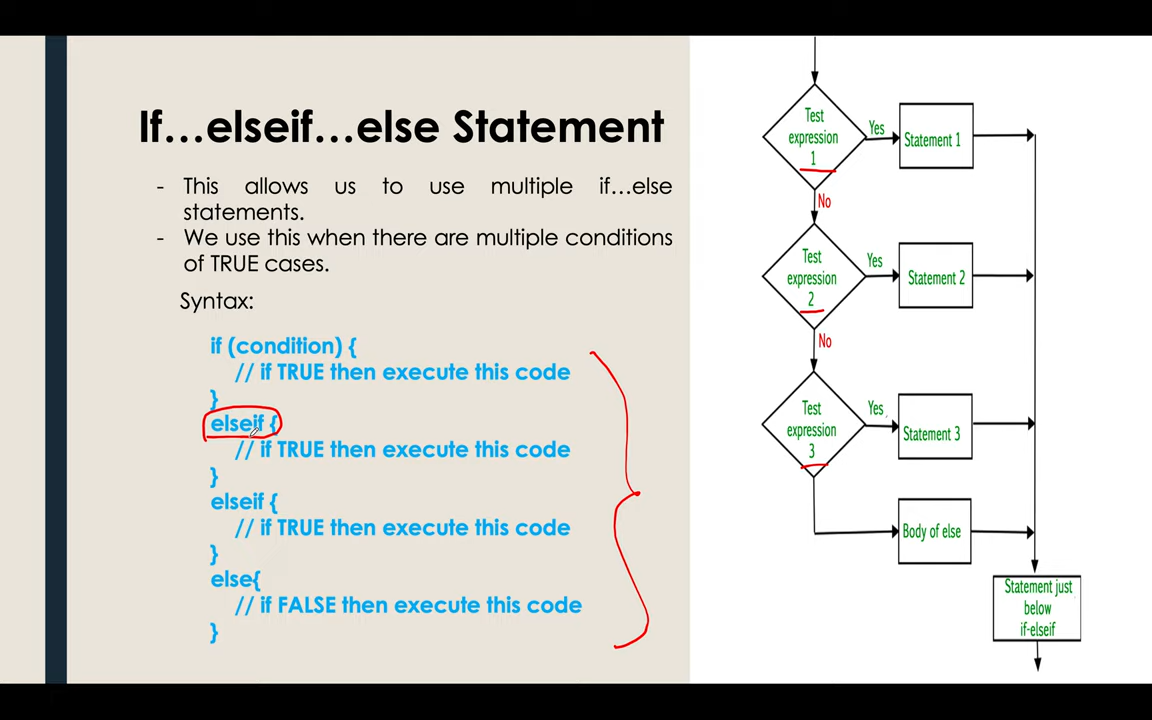 If...elseif...else Statement
- This allows us to use multiple if...else
statements.
- We use this when there are multiple conditions
of TRUE cases.
Syntax:
if (condition) {
// if TRUE then execute this code
}
elseif {
// if TRUE then execute this code
}
elseif {
// if TRUE then execute this code
}
else{
// if FALSE then execute this code
}
Test
expression
1
Yes
Statement 1
No
Test
expression
2
Yes
Statement 2
No
Test
expression
3
Yes
Statement 3
Body of else
Statement just
below
if-elseif